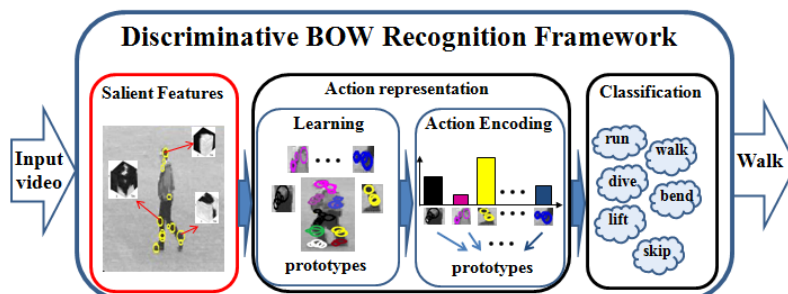 Discriminative BOW Recognition Framework
Input
video
Salient Features
Action representation
Learning
prototypes
Action Encoding
prototypes
Classification
run
walk
dive
bend
lift
skip
Walk